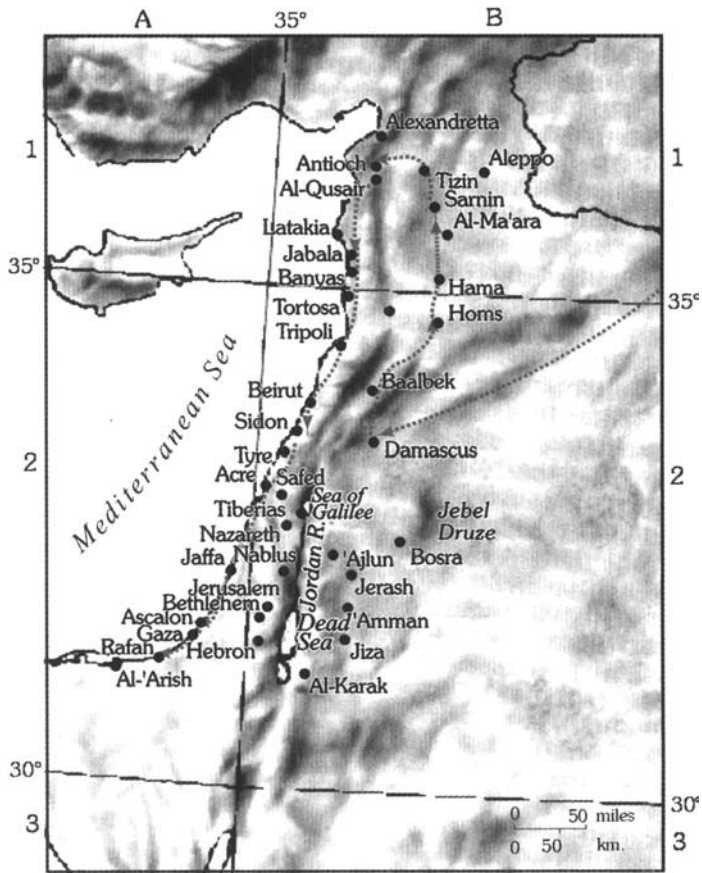 A
35°
B
1
1
Alexandretta
Antioch
Aleppo
Al-Qusair
Tizin
Sarnin
Al-Ma'ara
Latakia
Jabala
35°
Banyas
Hama
35°
Tortosa
Homs
Tripoli
Mediterranean Sea
Beirut
Baalbek
Sidon
Damascus
Tyre
2
2
Acre
Safed
Sea of
Galilee
Tiberias
Jebel
Druze
Nazareth
Jordan R.
Jaffa
Nablus
'Ajlun
Bosra
Jerusalem
Jerash
Bethlehem
Ascalon
'Amman
Gaza
Dead
Sea
Rafah
Hebron
Jiza
Al-'Arish
Al-Karak
30°
30°
3
3
0 50 miles
0 50 km.